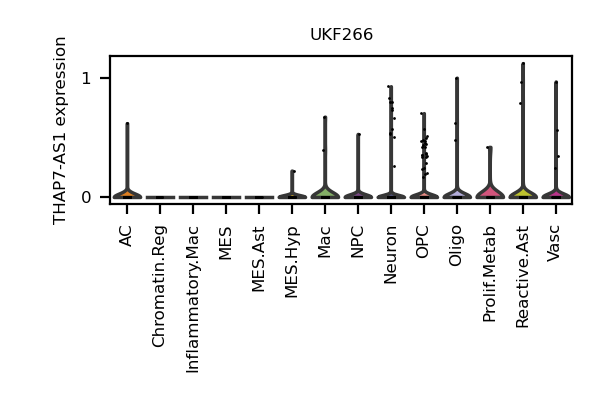 UKF266
THAP7-AS1 expression
1
0
AC
Chromatin.Reg
Inflammatory.Mac
MES
MES.Ast
MES.Hyp
Mac
NPC
Neuron
OPC
Oligo
Prolif.Metab
Reactive.Ast
Vasc